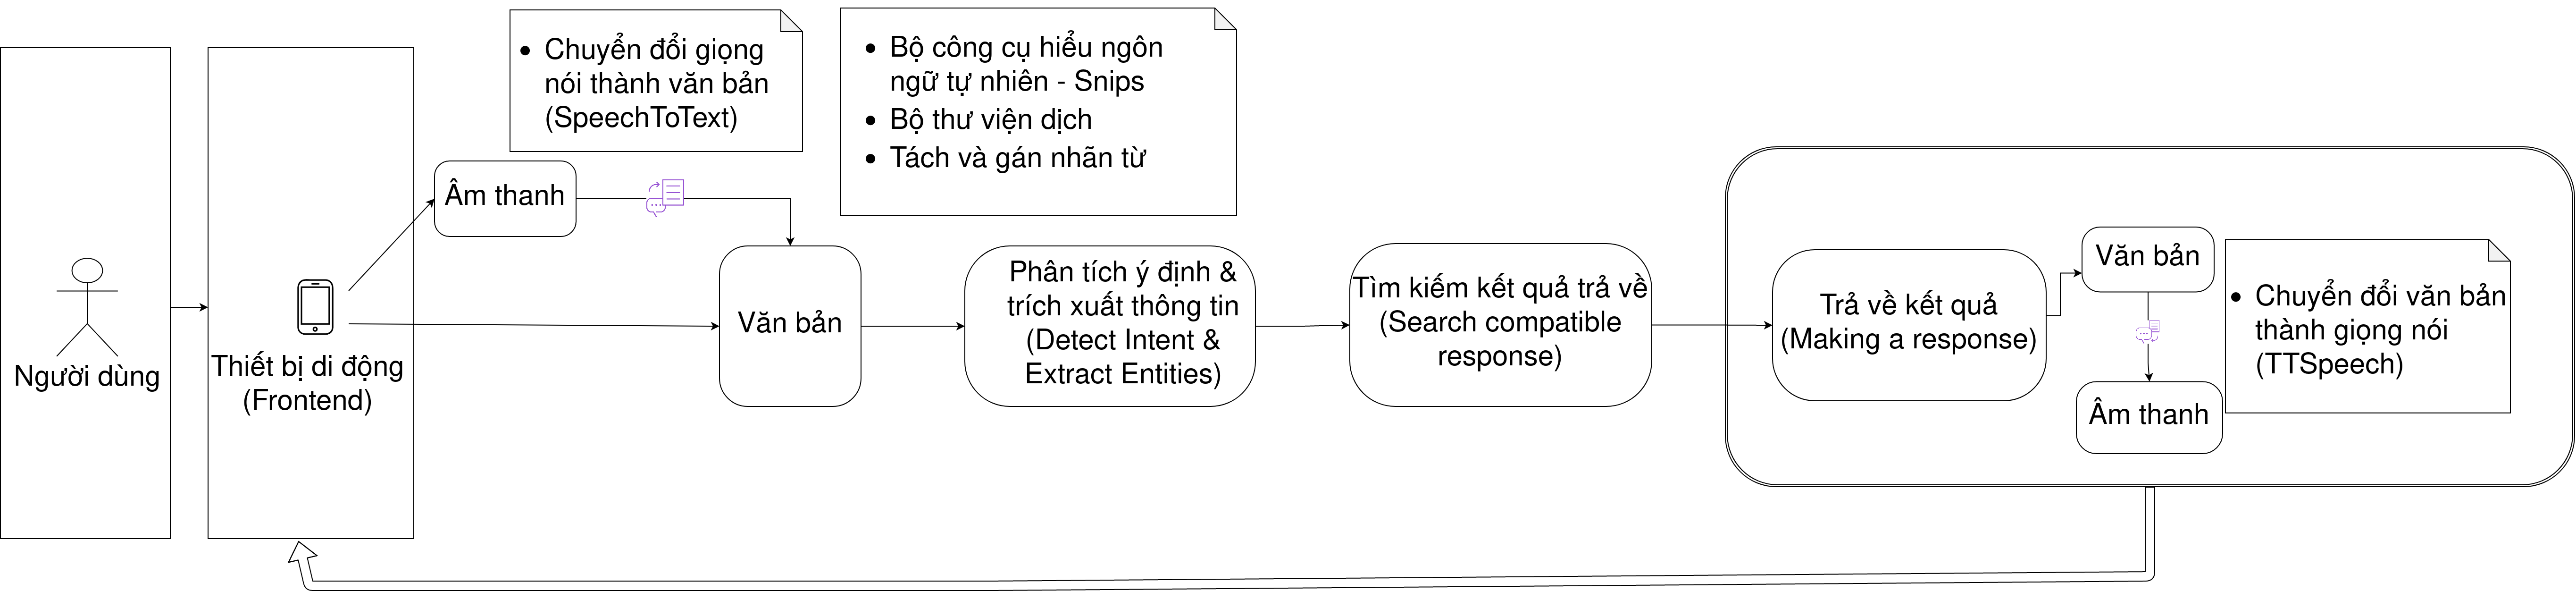 Người dùng
Thiết bị di động
(Frontend)
• Chuyển đổi giọng
nói thành văn bản
(SpeechToText)
Âm thanh
• Bộ công cụ hiểu ngôn
ngữ tự nhiên - Snips
• Bộ thư viện dịch
• Tách và gán nhãn từ
Văn bản
Phân tích ý định &
trích xuất thông tin
(Detect Intent &
Extract Entities)
Tìm kiếm kết quả trả về
(Search compatible
response)
Trả về kết quả
(Making a response)
Văn bản
Âm thanh
• Chuyển đổi văn bản
thành giọng nói
(TTSpeech)